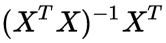 $(X^T X)^{-1} X^T$